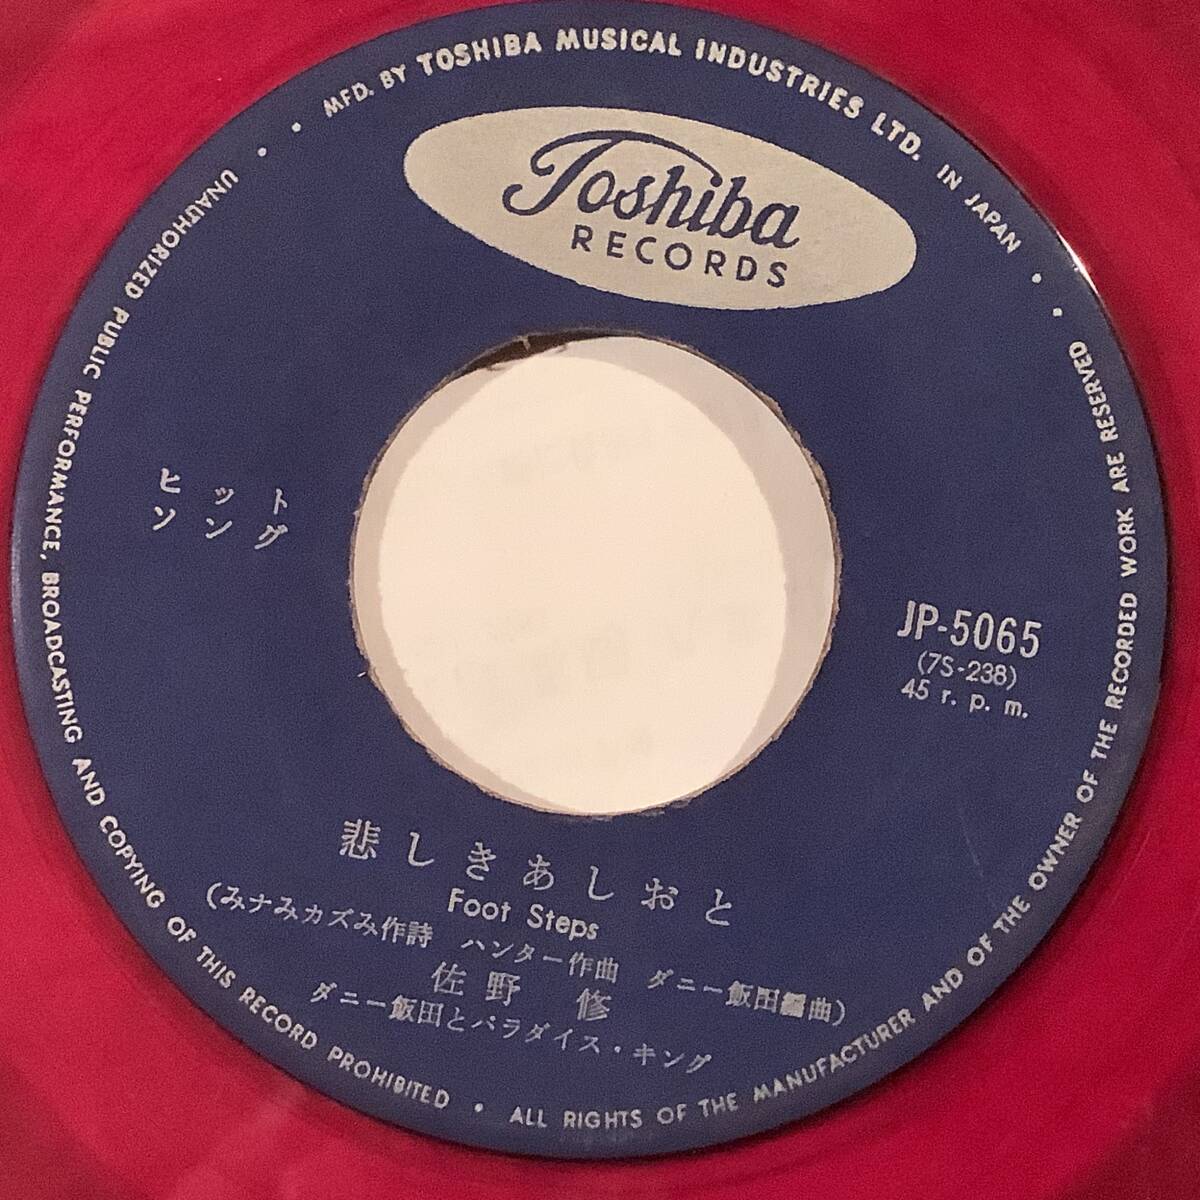 MFD. BY TOSHIBA MUSICAL INDUSTRIES LTD. IN JAPAN
Toshiba
RECORDS
ヒット
ソング
JP-5065
(7S-238)
45 r. p. m.
悲しきあしおと
Foot Steps
(みナみカズみ作詩 ハンター作曲 ダニー飯田編曲)
佐野 修
ダニー飯田とパラダイス・キング
UNAUTHORIZED PUBLIC PERFORMANCE, BROADCASTING AND COPYING OF THIS RECORD PROHIBITED • ALL RIGHTS OF THE MANUFACTURER AND OF THE OWNER OF THE RECORDED WORK ARE RESERVED